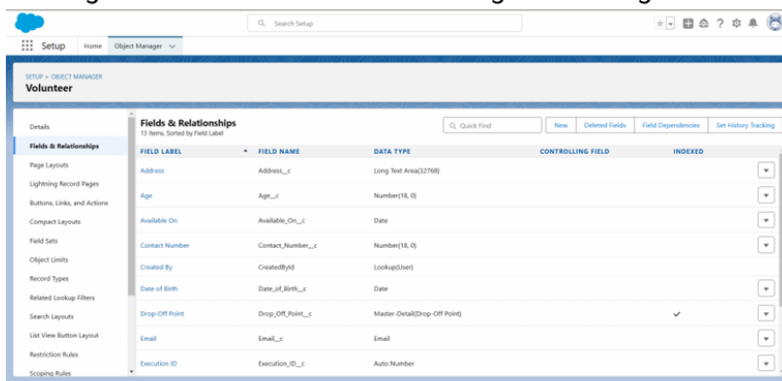 Search Setup
Setup Home Object Manager
SETUP > OBJECT MANAGER
Volunteer
Details
Fields & Relationships
Page Layouts
Lightning Record Pages
Buttons, Links, and Actions
Compact Layouts
Field Sets
Object Limits
Record Types
Related Lookup Filters
Search Layouts
List View Button Layout
Restriction Rules
Scoping Rules
Fields & Relationships
13 Items, Sorted by Field Label
Quick Find New Deleted Fields Field Dependencies Set History Tracking
FIELD LABEL FIELD NAME DATA TYPE CONTROLLING FIELD INDEXED
Address Address__c Long Text Area(32768)
Age Age__c Number(18, 0)
Available On Available_On__c Date
Contact Number Contact_Number__c Number(18, 0)
Created By CreatedById Lookup(User)
Date of Birth Date_of_Birth__c Date
Drop-Off Point Drop_Off_Point__c Master-Detail(Drop-Off Point)
Email Email__c Email
Execution ID Execution_ID__c Auto Number